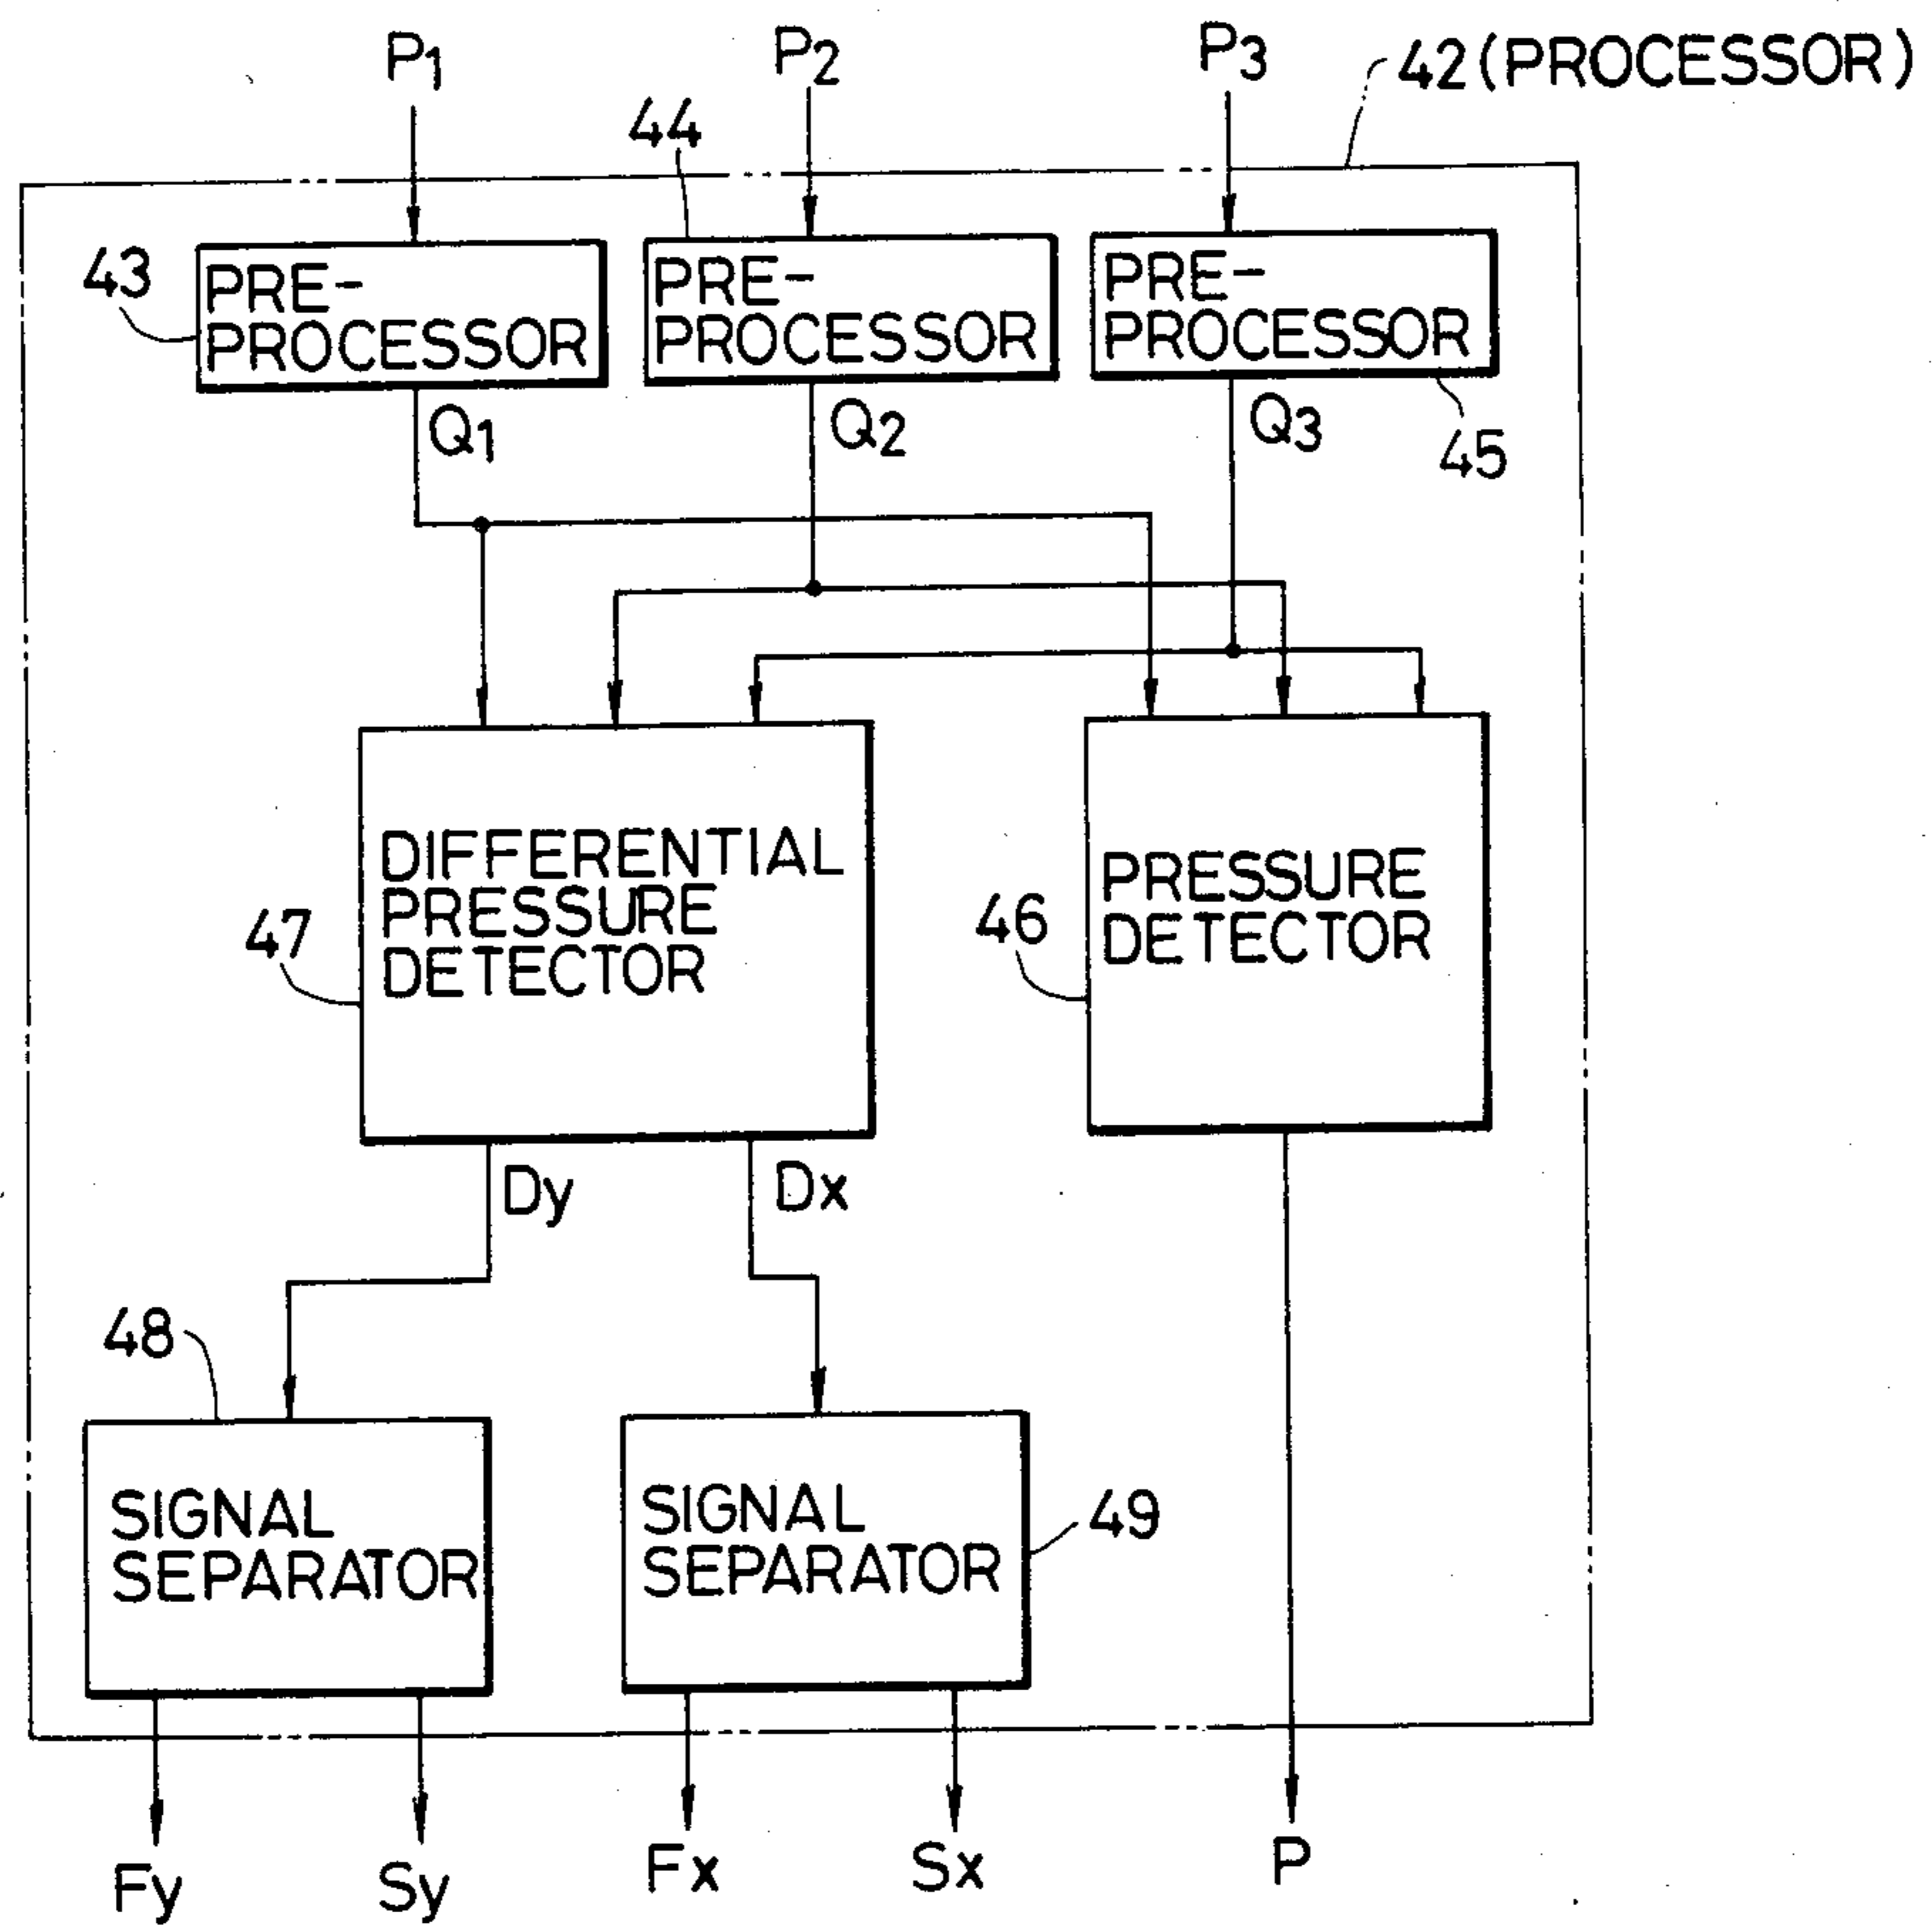 P1
P2
P3
42 (PROCESSOR)
44
43
PRE-
PROCESSOR
PRE-
PROCESSOR
PRE-
PROCESSOR
Q1
Q2
Q3
45
DIFFERENTIAL
PRESSURE
DETECTOR
47
PRESSURE
DETECTOR
46
Dy
Dx
48
SIGNAL
SEPARATOR
SIGNAL
SEPARATOR
49
Fy
Sy
Fx
Sx
P